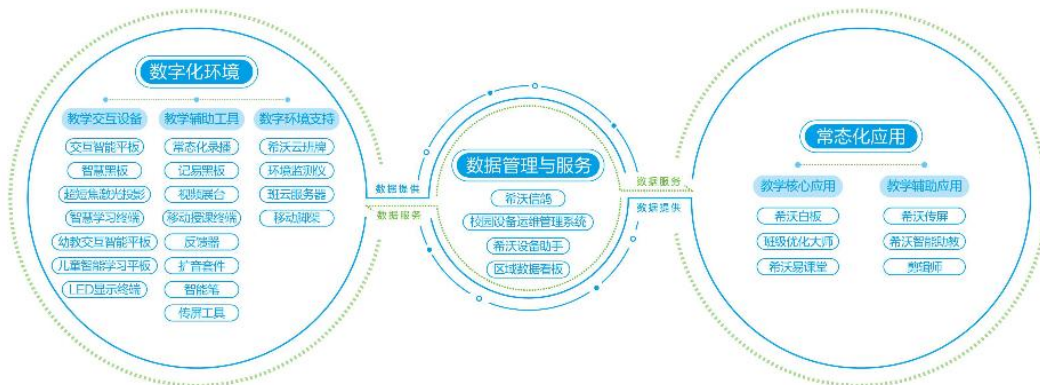 数字化环境
教学交互设备
交互智能平板
智慧黑板
超短焦激光投影
智慧学习终端
幼教交互智能平板
儿童智能学习平板
LED显示终端
教学辅助工具
常态化录播
记易黑板
视频展台
移动授课终端
反馈器
扩音套件
智能笔
传屏工具
数字环境支持
希沃云班牌
环境监测仪
班云服务器
数据提供
数据服务
数据管理与服务
希沃信鸽
校园设备运维管理系统
希沃设备助手
区域数据看板
数据服务
数据提供
常态化应用
教学核心应用
希沃白板
班级优化大师
希沃易课堂
教学辅助应用
希沃传屏
希沃智能助教
剪辑师